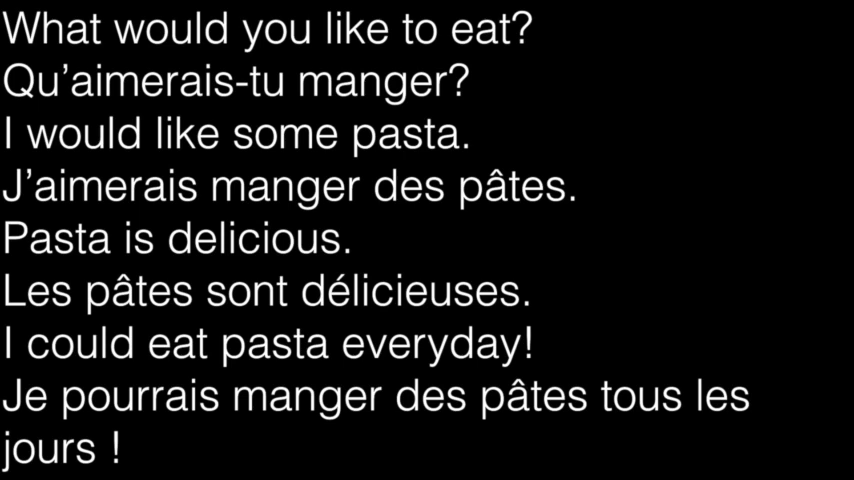 What would you like to eat?
Qu’aimerais-tu manger?
I would like some pasta.
J’aimerais manger des pâtes.
Pasta is delicious.
Les pâtes sont délicieuses.
I could eat pasta everyday!
Je pourrais manger des pâtes tous les
jours !